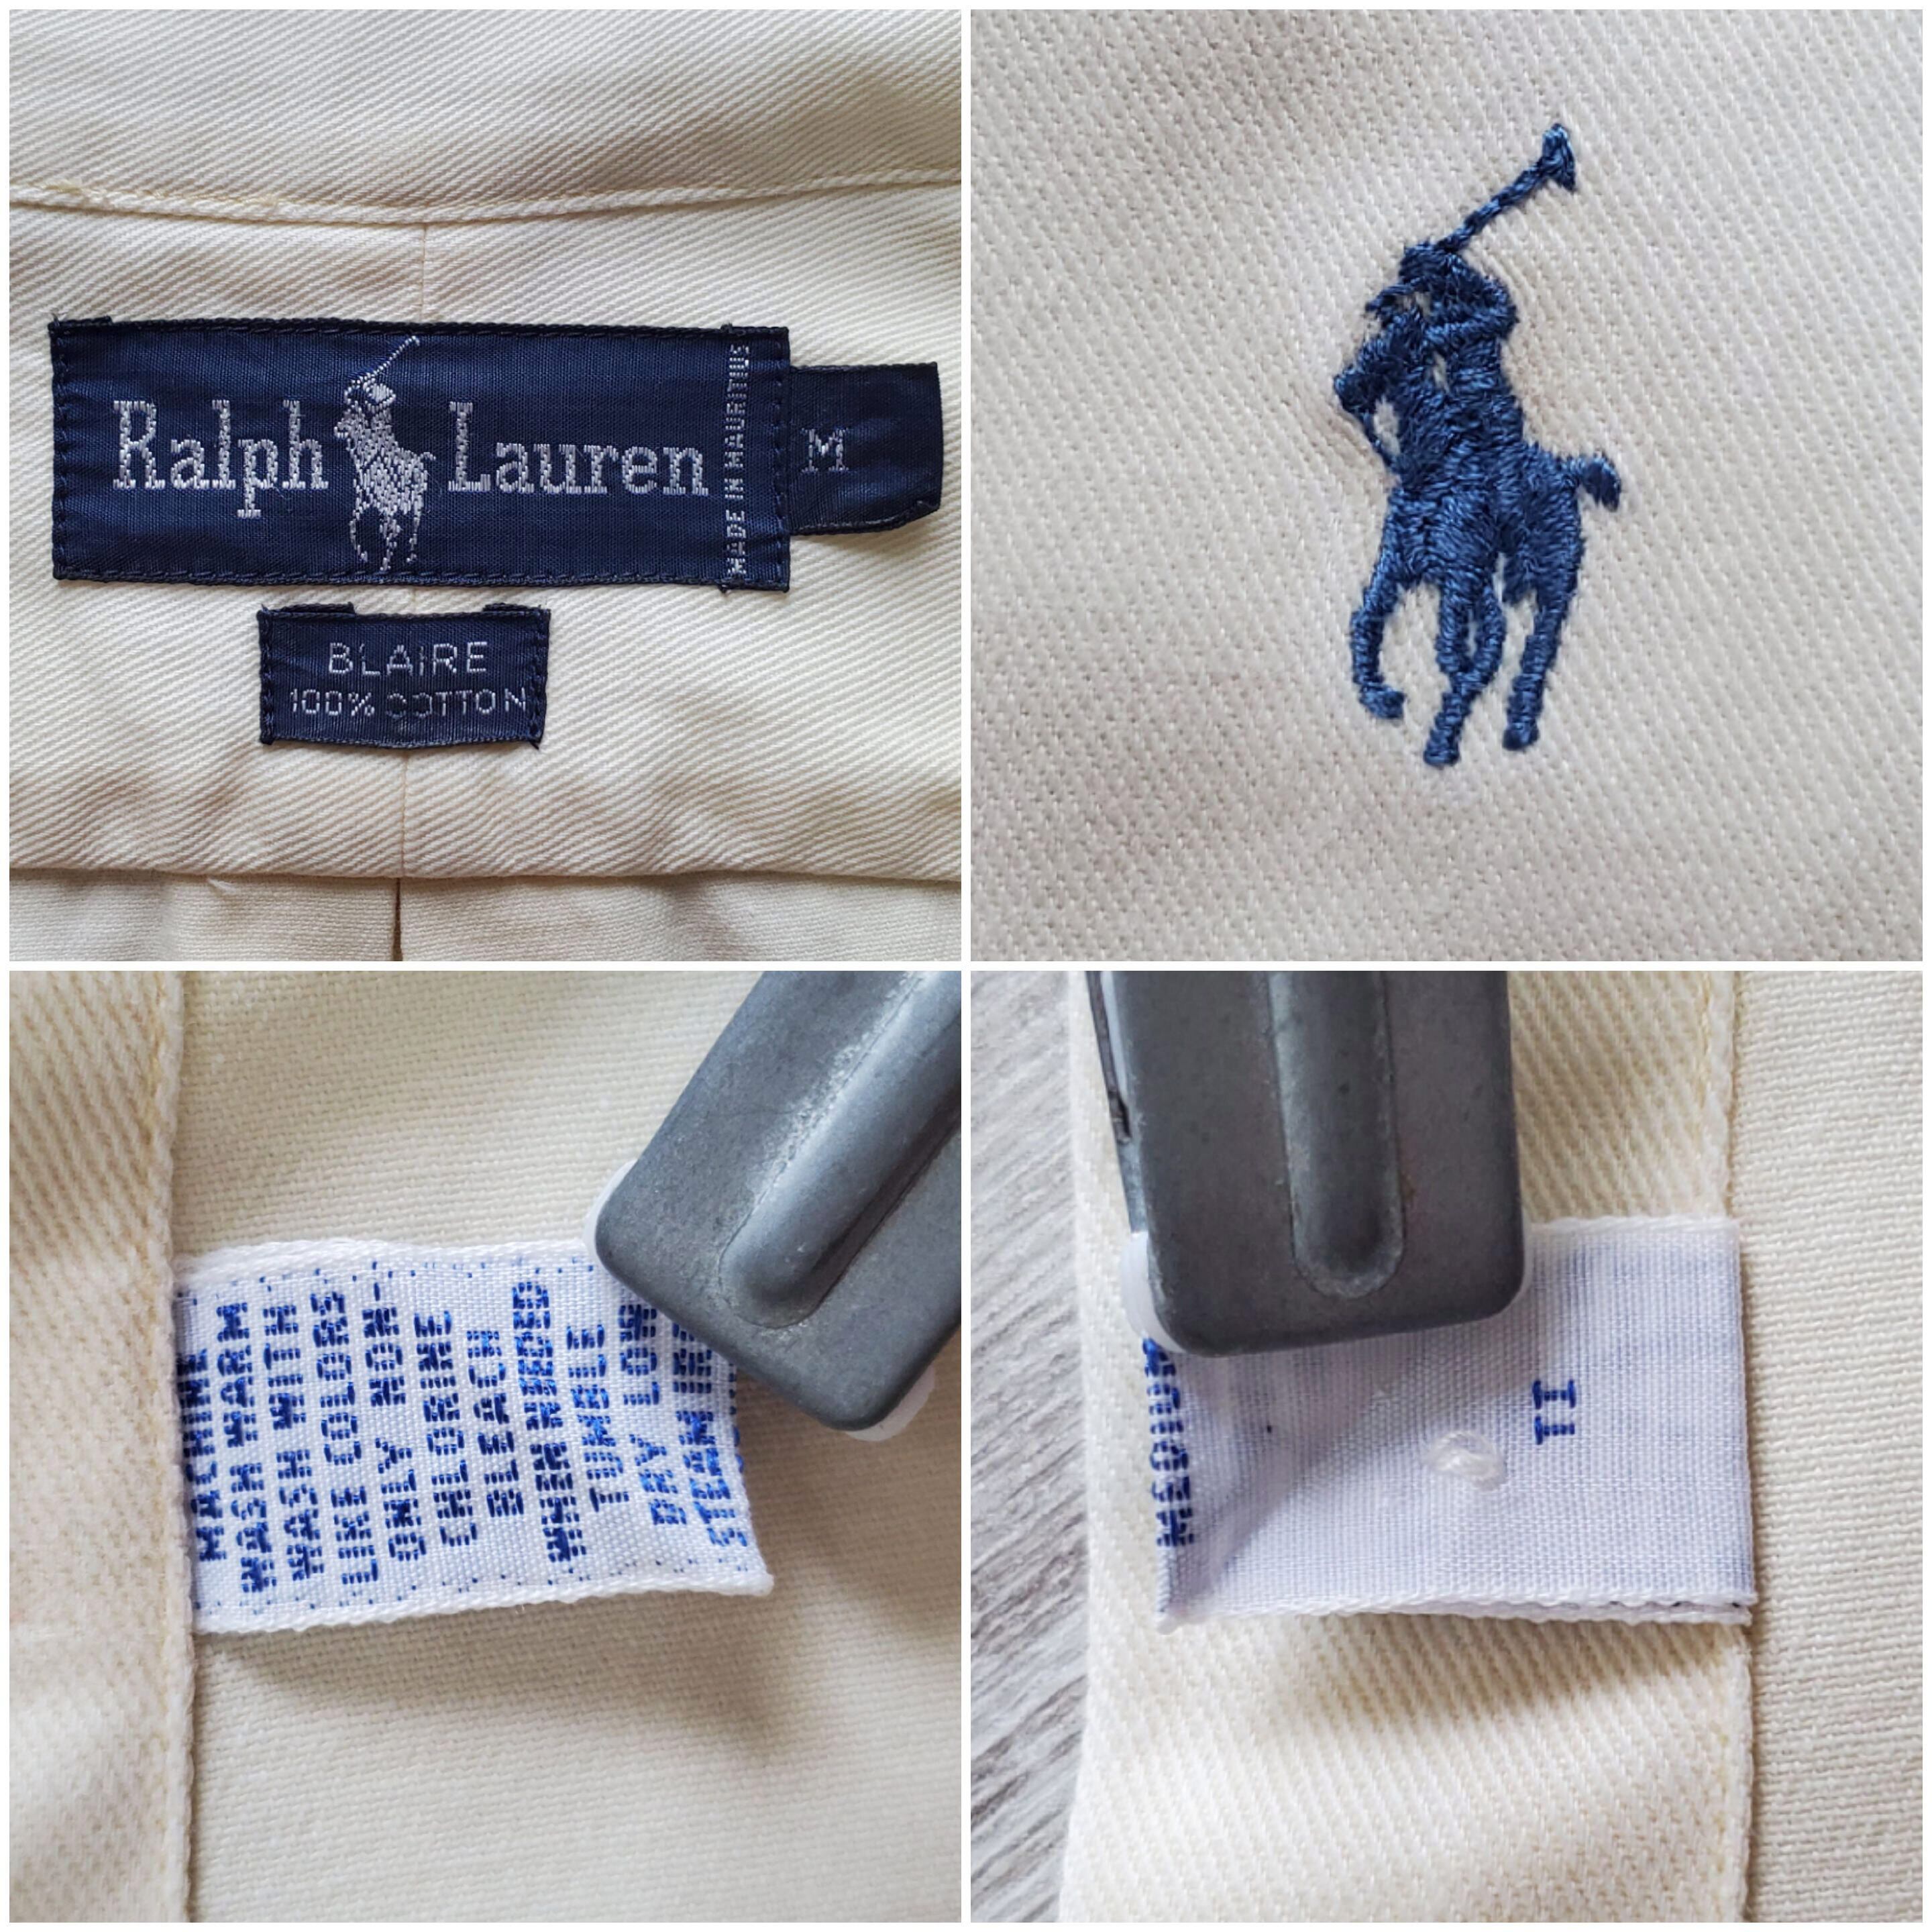 Ralph Lauren
MADE IN MAURITIUS
M
BLAIRE
100% COTTON
MACHINE
WASH WARM
WASH WITH
LIKE COLORS
ONLY NON-
CHLORINE
BLEACH
WHEN NEEDED
TUMBLE
DRY LOW
STEAM IRON
MEDIUM
II